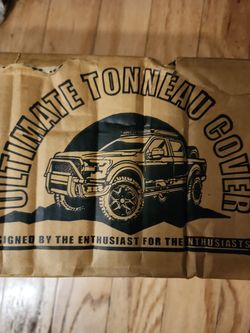 ULTIMATE TONNEAU COVER
SIGNED BY THE ENTHUSIAST FOR THE ENTHUSIASTS